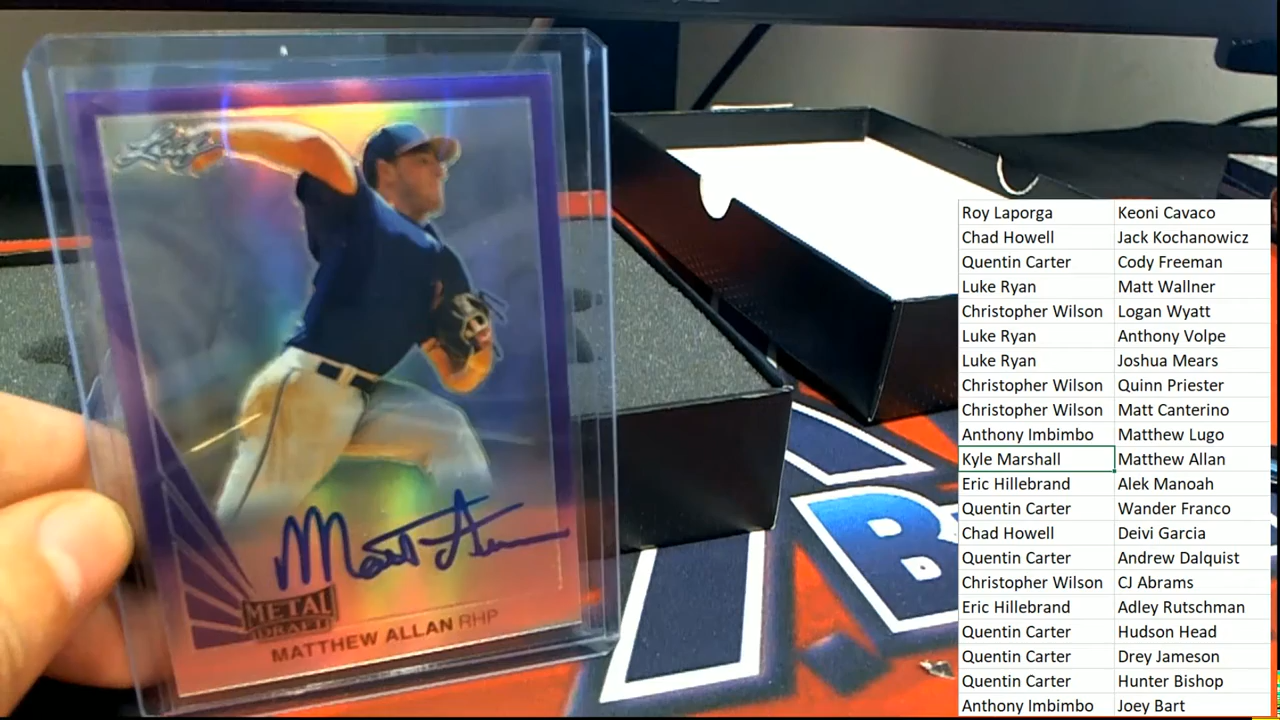 Leaf
Matt Allan
METAL
DRAFT
MATTHEW ALLAN RHP
B
Roy Laporga Keoni Cavaco
Chad Howell Jack Kochanowicz
Quentin Carter Cody Freeman
Luke Ryan Matt Wallner
Christopher Wilson Logan Wyatt
Luke Ryan Anthony Volpe
Luke Ryan Joshua Mears
Christopher Wilson Quinn Priester
Christopher Wilson Matt Canterino
Anthony Imbimbo Matthew Lugo
Kyle Marshall Matthew Allan
Eric Hillebrand Alek Manoah
Quentin Carter Wander Franco
Chad Howell Deivi Garcia
Quentin Carter Andrew Dalquist
Christopher Wilson CJ Abrams
Eric Hillebrand Adley Rutschman
Quentin Carter Hudson Head
Quentin Carter Drey Jameson
Quentin Carter Hunter Bishop
Anthony Imbimbo Joey Bart